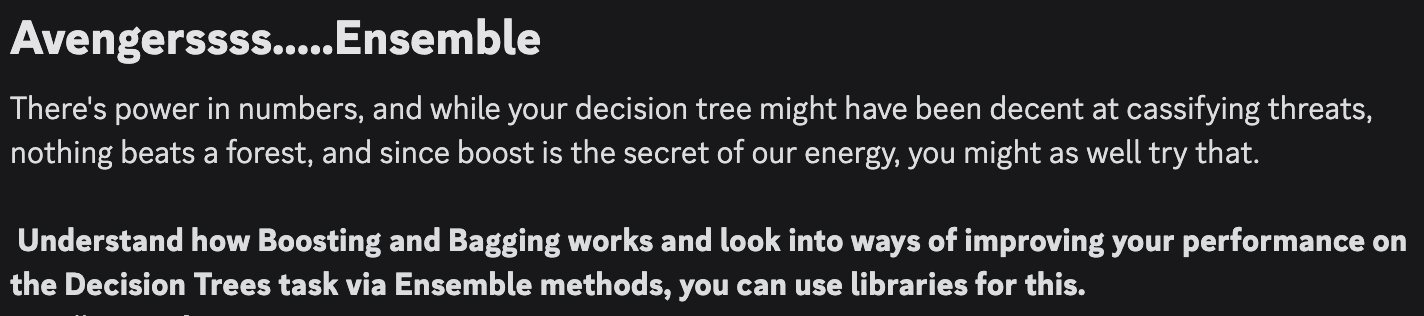 Avengerssss.....Ensemble
There's power in numbers, and while your decision tree might have been decent at cassifying threats,
nothing beats a forest, and since boost is the secret of our energy, you might as well try that.
Understand how Boosting and Bagging works and look into ways of improving your performance on
the Decision Trees task via Ensemble methods, you can use libraries for this.